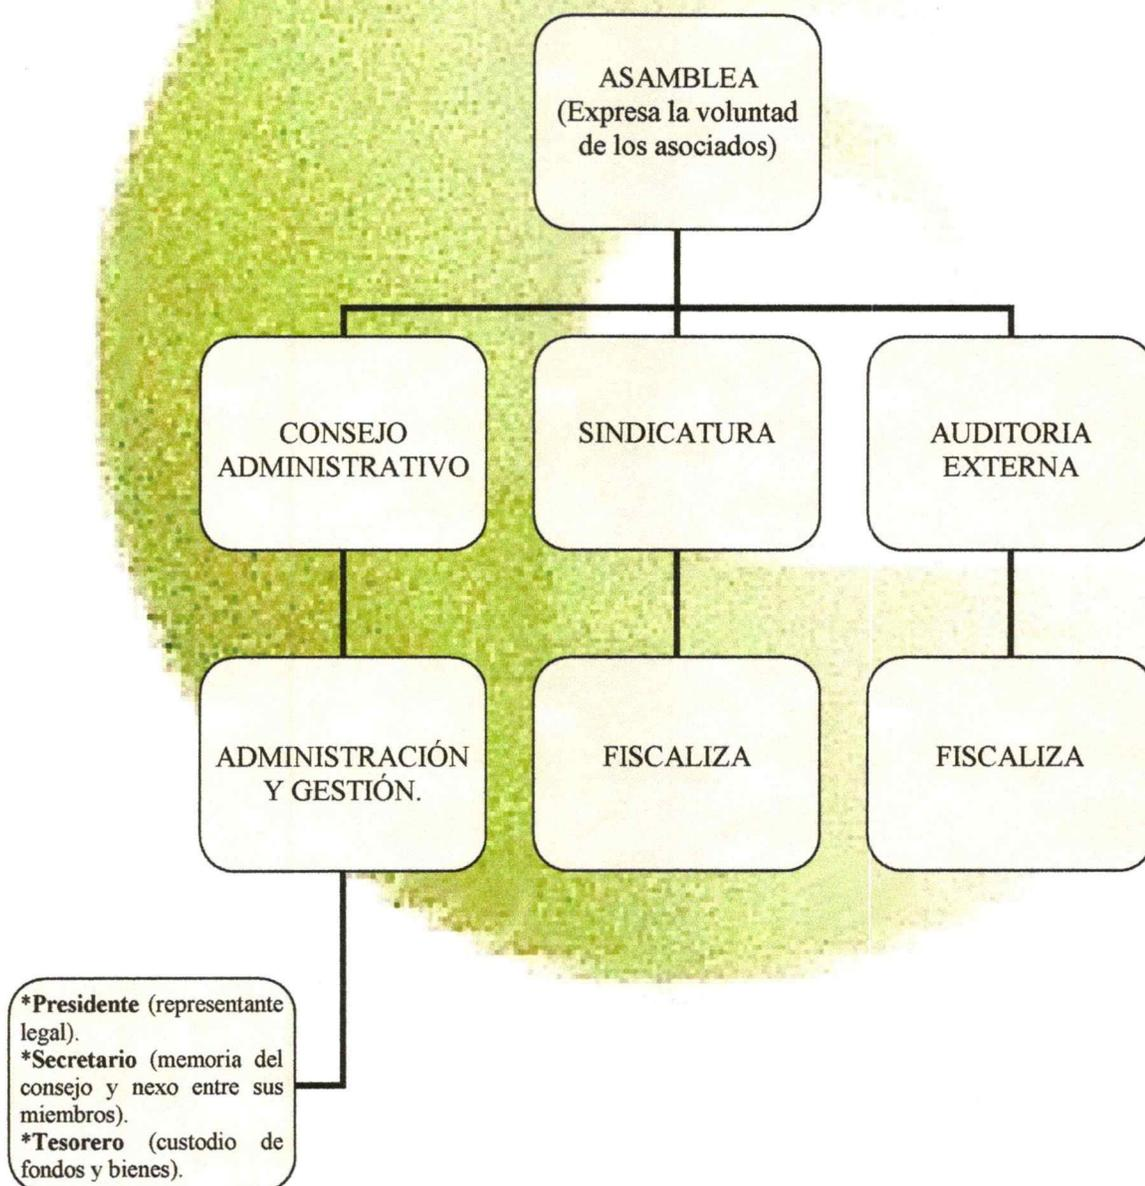 ASAMBLEA
(Expresa la voluntad
de los asociados)
CONSEJO
ADMINISTRATIVO
SINDICATURA
AUDITORIA
EXTERNA
ADMINISTRACIÓN
Y GESTIÓN.
FISCALIZA
FISCALIZA
*Presidente (representante
legal).
*Secretario (memoria del
consejo y nexo entre sus
miembros).
*Tesorero (custodio de
fondos y bienes).